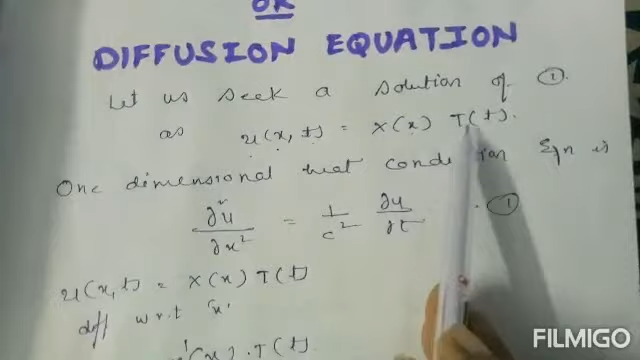 OR
DIFFUSION EQUATION
Let us seek a solution of ①.
as u(x,t) = X(x) T(t).
One dimensional heat Eqn is
∂²u/∂x² = 1/c² ∂u/∂t . ①
u(x,t) = X(x) T(t)
diff w.r.t 'x'
'(x) . T(t).
FILMIGO